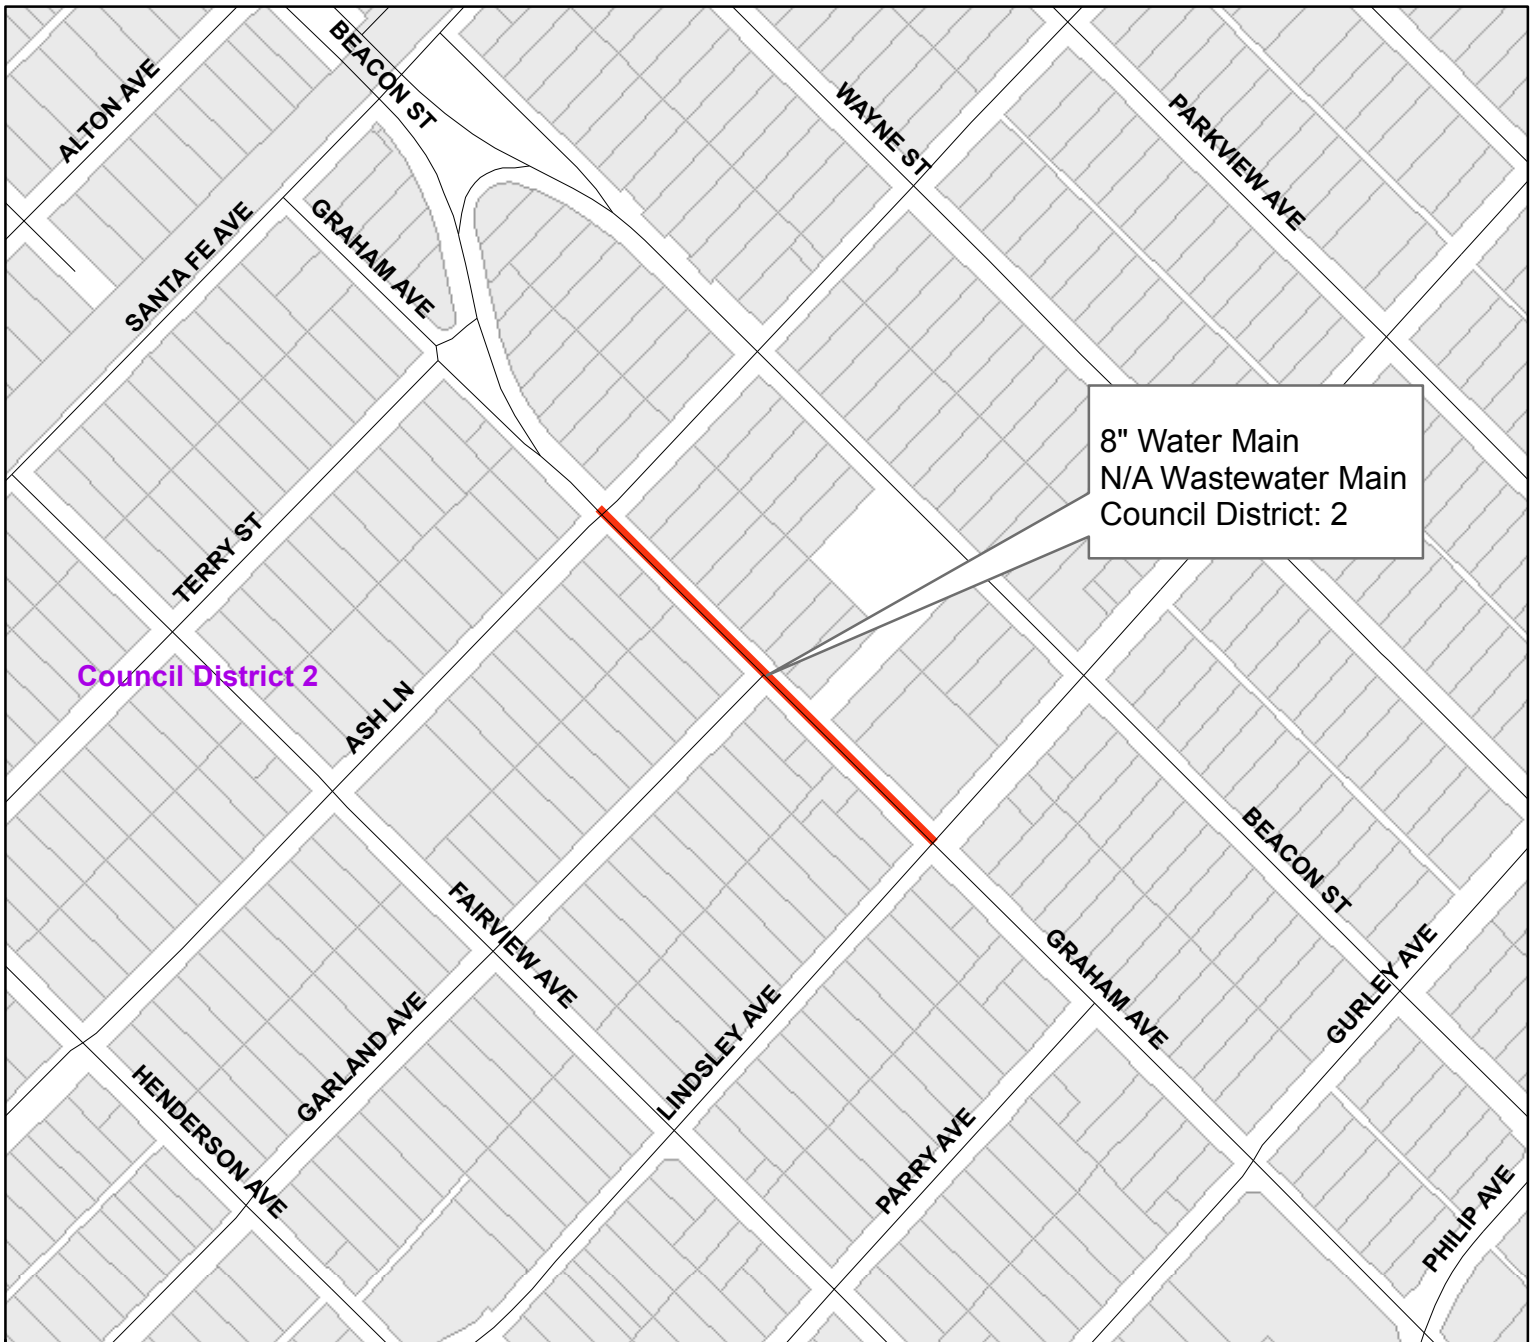 BEACON ST
ALTON AVE
WAYNE ST
PARKVIEW AVE
SANTA FE AVE
GRAHAM AVE
8" Water Main
N/A Wastewater Main
Council District: 2
TERRY ST
Council District 2
ASH LN
BEACON ST
FAIRVIEW AVE
GRAHAM AVE
GURLEY AVE
GARLAND AVE
LINDSLEY AVE
HENDERSON AVE
PARRY AVE
PHILIP AVE